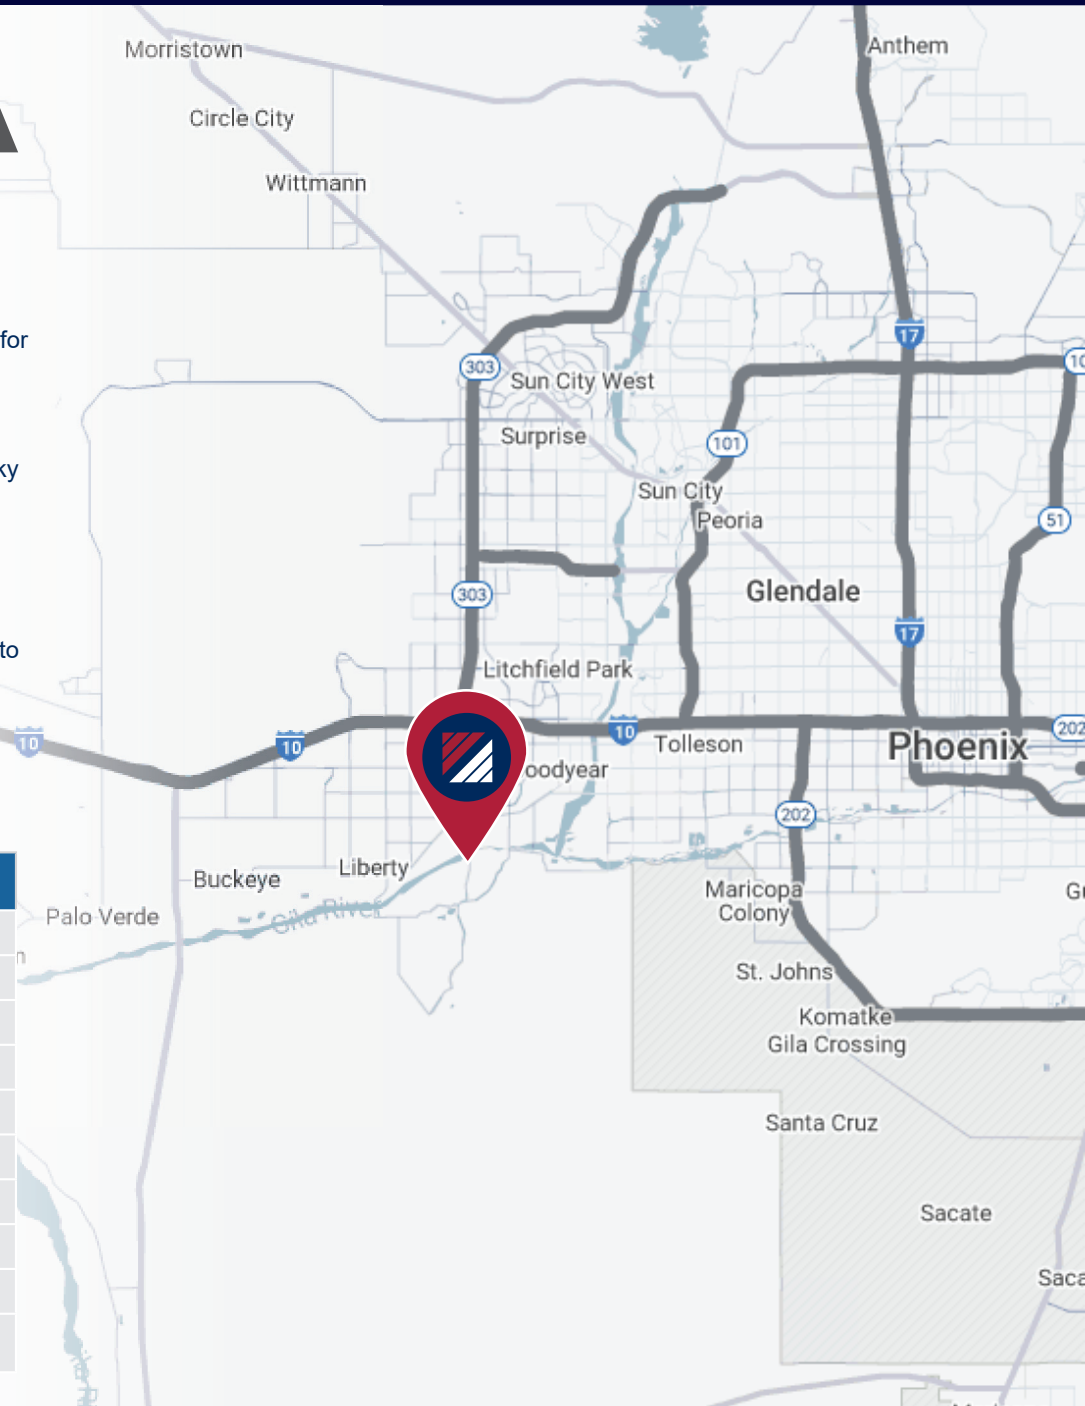 Morristown
Anthem
Circle City
Wittmann
for
17
303
Sun City West
Surprise
101
ky
Sun City
Peoria
51
Glendale
303
17
to
Litchfield Park
10
10
10
202
Tolleson
Phoenix
oodyear
202
Liberty
Buckeye
Maricopa
Colony
Palo Verde
Gila River
St. Johns
Komatke
Gila Crossing
Santa Cruz
Sacate